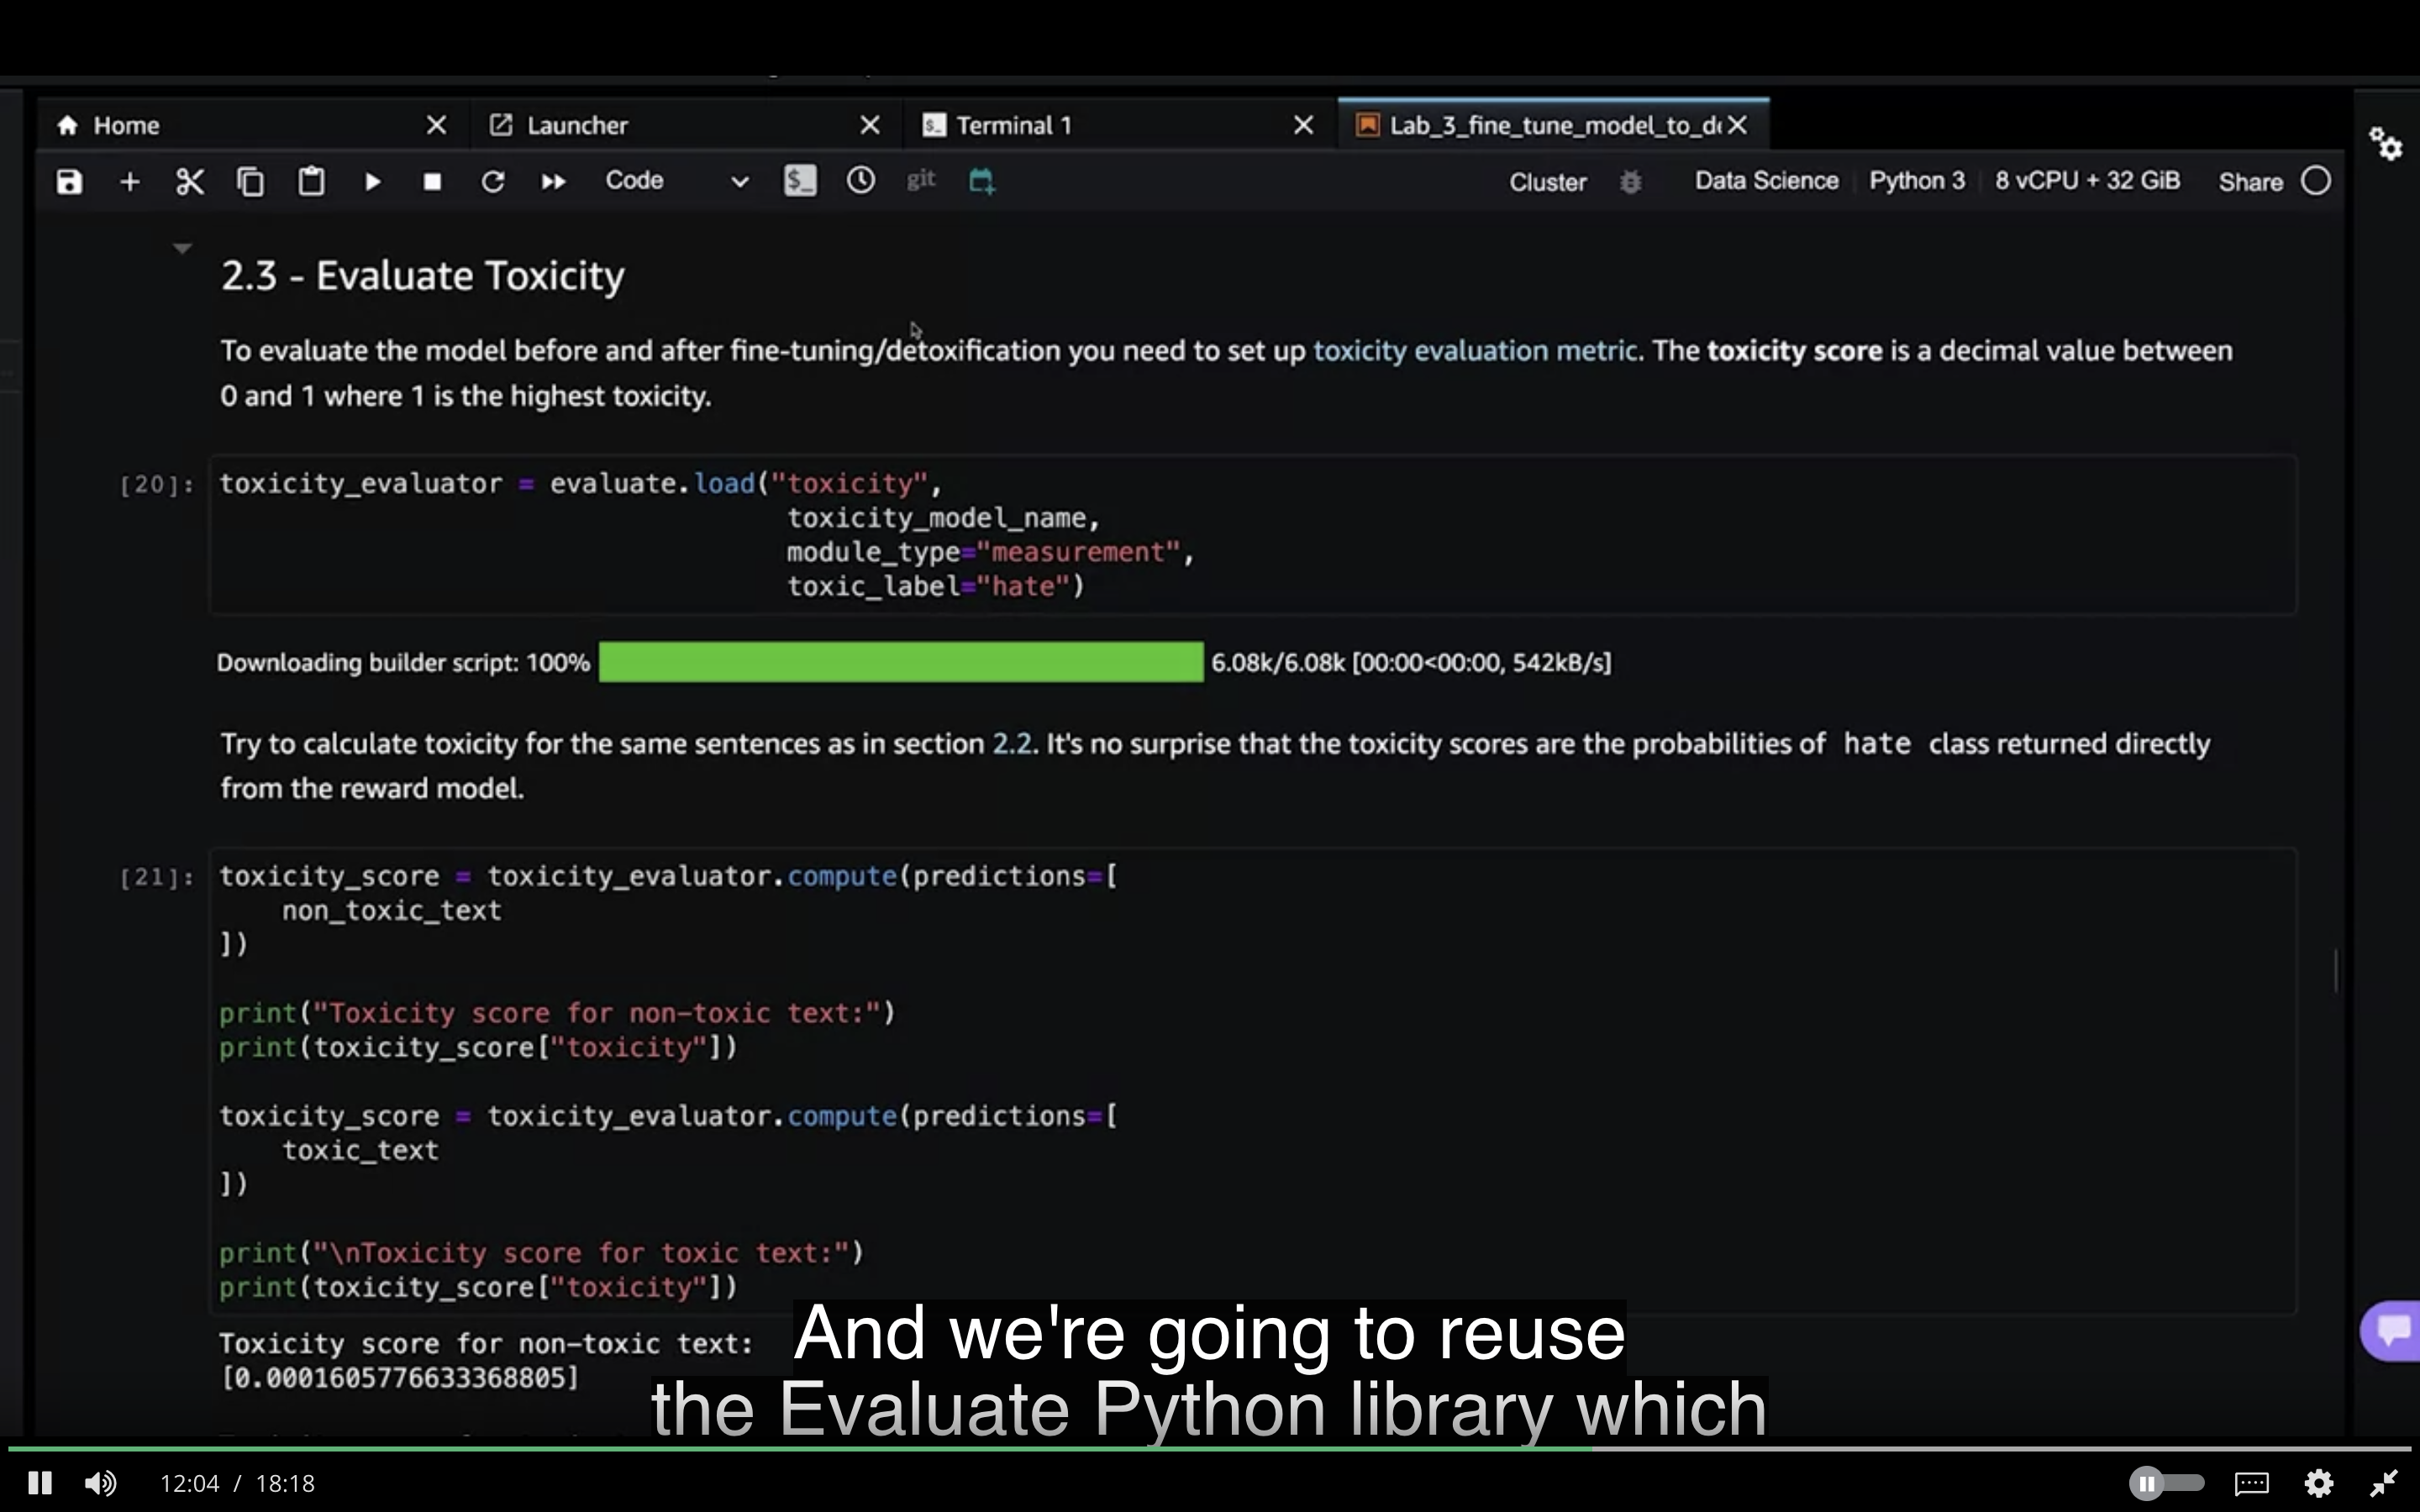 Home
Launcher
Terminal 1
Lab_3_fine_tune_model_to_d
Code
git
Cluster
Data Science
Python 3
8 vCPU + 32 GiB
Share
2.3 - Evaluate Toxicity
To evaluate the model before and after fine-tuning/detoxification you need to set up toxicity evaluation metric. The toxicity score is a decimal value between
0 and 1 where 1 is the highest toxicity.
[20]: toxicity_evaluator = evaluate.load("toxicity",
toxicity_model_name,
module_type="measurement",
toxic_label="hate")
Downloading builder script: 100% 6.08k/6.08k [00:00<00:00, 542kB/s]
Try to calculate toxicity for the same sentences as in section 2.2. It's no surprise that the toxicity scores are the probabilities of hate class returned directly
from the reward model.
[21]: toxicity_score = toxicity_evaluator.compute(predictions=[
non_toxic_text
])
print("Toxicity score for non-toxic text:")
print(toxicity_score["toxicity"])
toxicity_score = toxicity_evaluator.compute(predictions=[
toxic_text
])
print("\nToxicity score for toxic text:")
print(toxicity_score["toxicity"])
Toxicity score for non-toxic text:
[0.0001605776633368805]
And we're going to reuse
the Evaluate Python library which
12:04 / 18:18